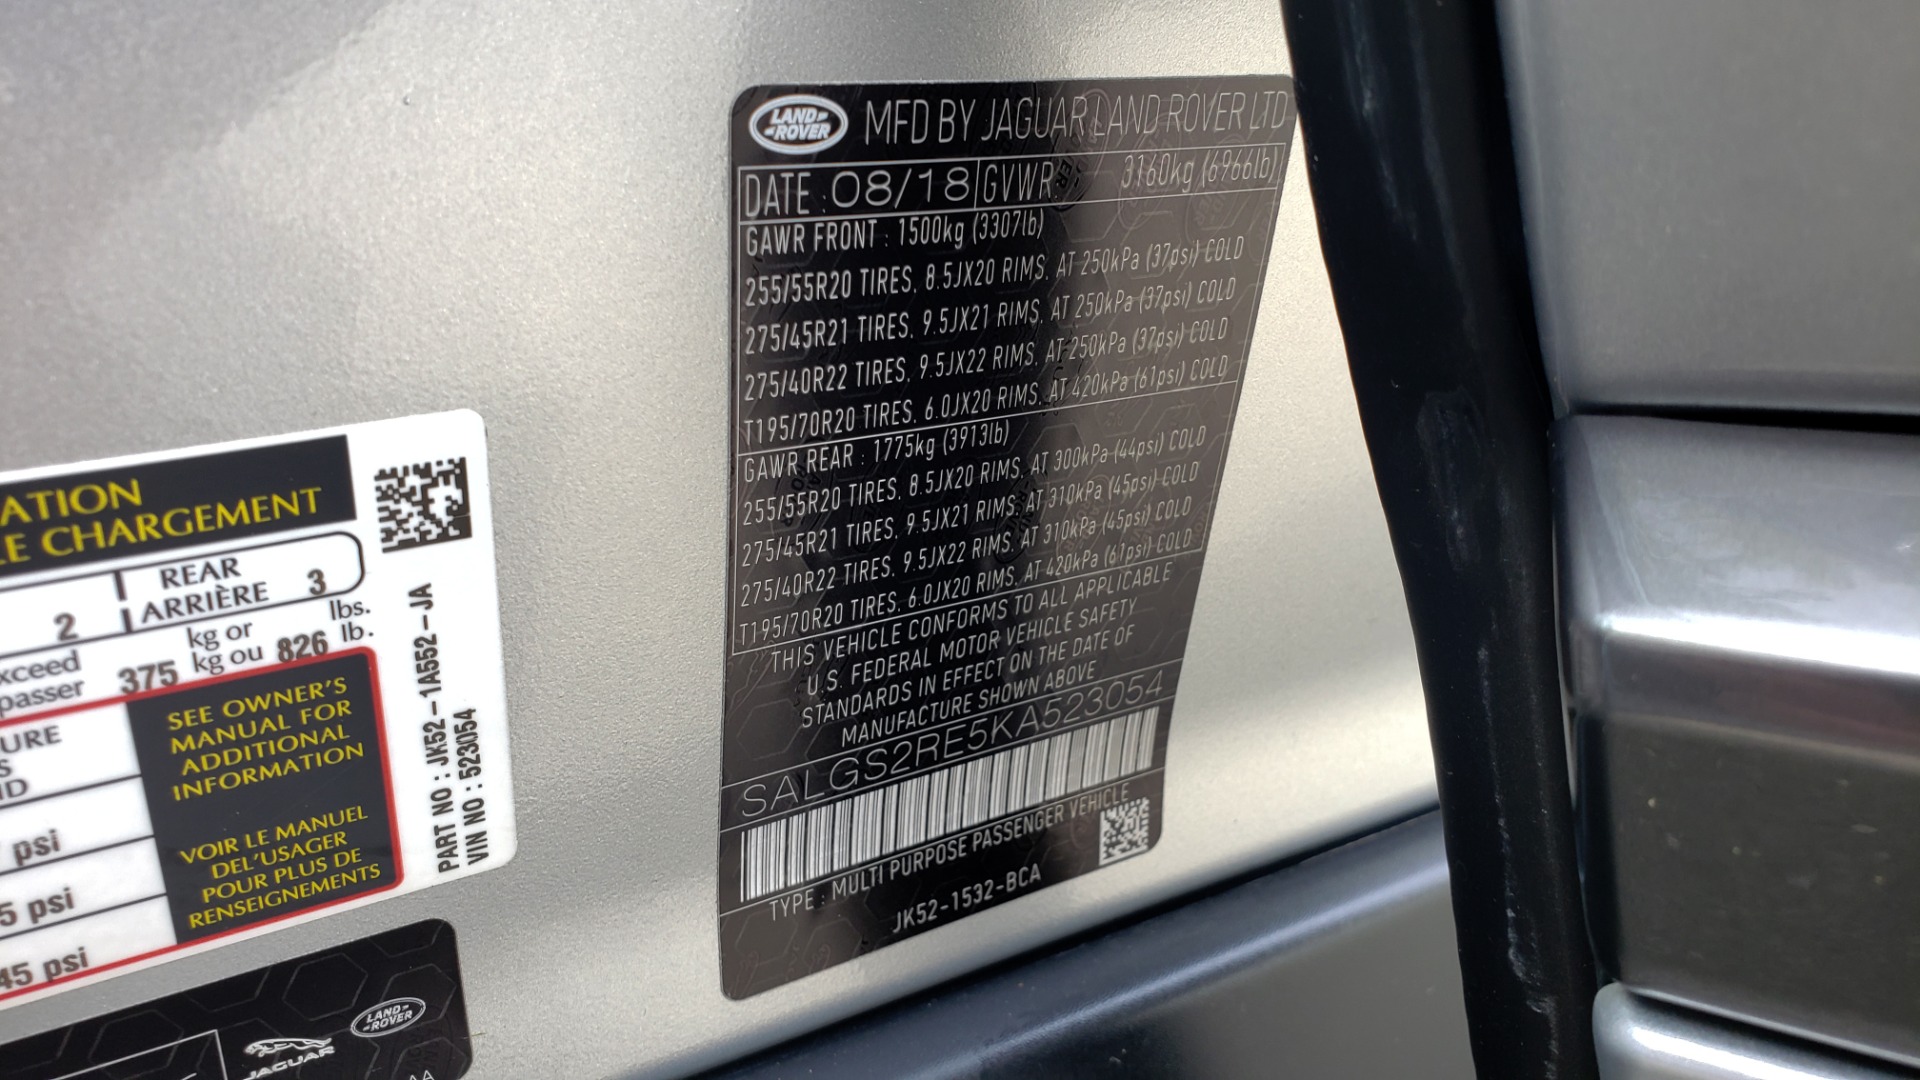 LAND ROVER MFD BY JAGUAR LAND ROVER LTD
DATE : 08/18 GVWR 3160kg (6966lb)
GAWR FRONT : 1500kg (3307lb)
255/55R20 TIRES. 8.5JX20 RIMS. AT 250kPa (37psi) COLD
275/45R21 TIRES. 9.5JX21 RIMS. AT 250kPa (37psi) COLD
275/40R22 TIRES. 9.5JX22 RIMS. AT 250kPa (37psi) COLD
T195/70R20 TIRES. 6.0JX20 RIMS. AT 420kPa (61psi) COLD
GAWR REAR : 1775kg (3913lb)
255/55R20 TIRES. 8.5JX20 RIMS. AT 300kPa (44psi) COLD
275/45R21 TIRES. 9.5JX21 RIMS. AT 310kPa (45psi) COLD
275/40R22 TIRES. 9.5JX22 RIMS. AT 310kPa (45psi) COLD
T195/70R20 TIRES. 6.0JX20 RIMS. AT 420kPa (61psi) COLD
THIS VEHICLE CONFORMS TO ALL APPLICABLE
U.S. FEDERAL MOTOR VEHICLE SAFETY
STANDARDS IN EFFECT ON THE DATE OF
MANUFACTURE SHOWN ABOVE
SALGS2RE5KA523054
TYPE : MULTI PURPOSE PASSENGER VEHICLE
JK52-1532-BCA
ATION
E CHARGEMENT
2 REAR
ARRIÈRE 3
xceed 375 kg or 826 lbs.
passer kg ou lb.
URE
S
ND
psi
5 psi
45 psi
SEE OWNER'S
MANUAL FOR
ADDITIONAL
INFORMATION
VOIR LE MANUEL
DEL'USAGER
POUR PLUS DE
RENSEIGNEMENTS
PART NO : JK52-1A552-JA
VIN NO : 523054
JAGUAR
LAND ROVER
AA